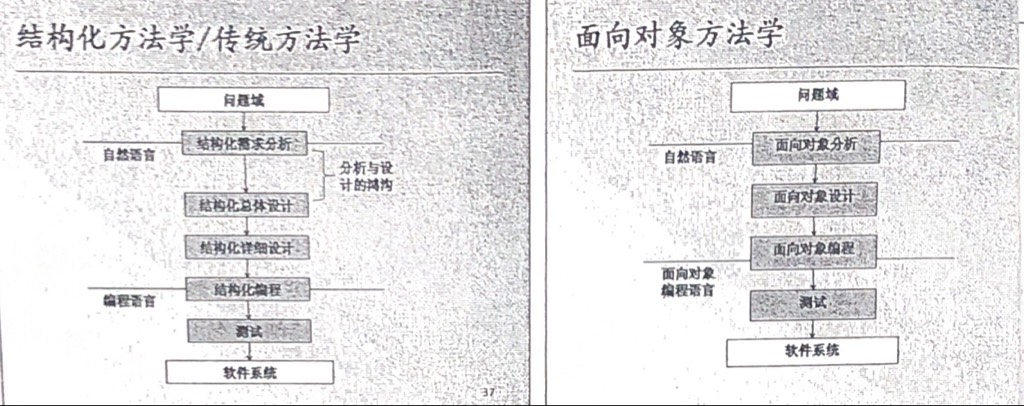 结构化方法学/传统方法学
问题域
结构化需求分析
自然语言
分析与设
计的鸿沟
结构化总体设计
结构化详细设计
结构化编程
编程语言
测试
软件系统
37
面向对象方法学
问题域
面向对象分析
自然语言
面向对象设计
面向对象编程
面向对象
编程语言
测试
软件系统